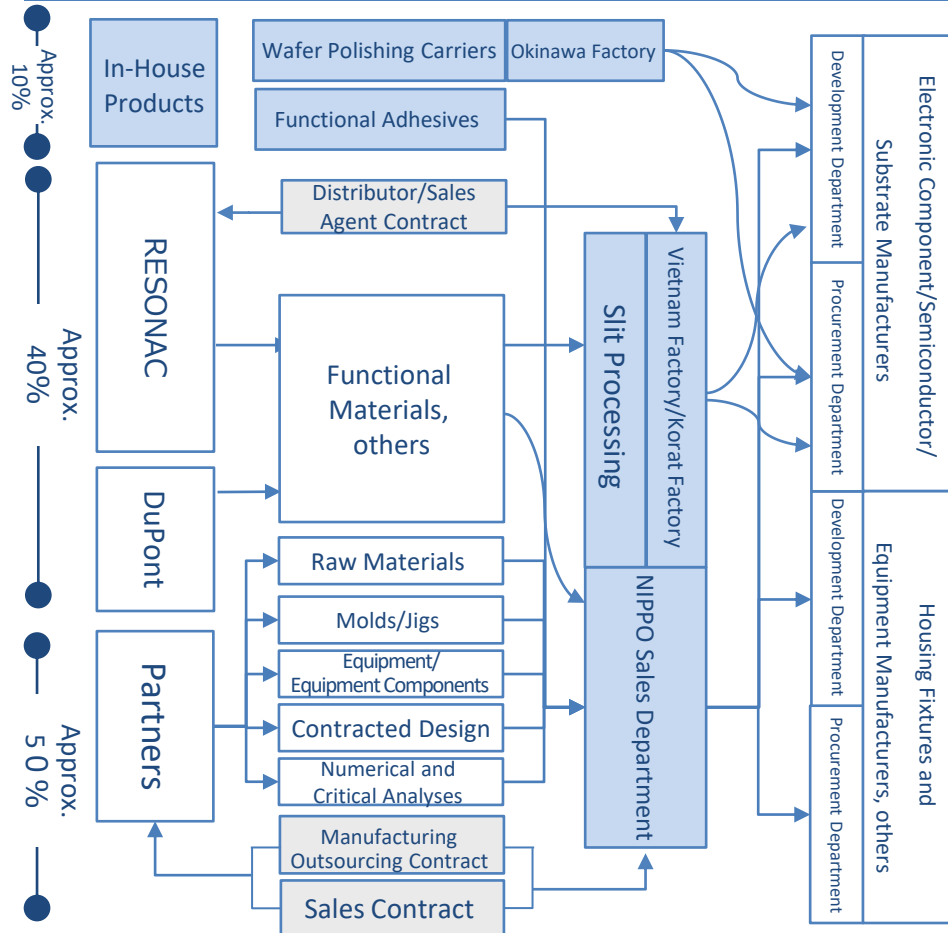 Approx.
10%
In-House
Products
Wafer Polishing Carriers
Okinawa Factory
Functional Adhesives
Approx.
40%
RESONAC
Distributor/Sales
Agent Contract
Functional
Materials,
others
Slit Processing
Vietnam Factory/Korat Factory
DuPont
Raw Materials
Molds/Jigs
Equipment/
Equipment Components
Contracted Design
Numerical and
Critical Analyses
NIPPO Sales Department
Approx.
50%
Partners
Manufacturing
Outsourcing Contract
Sales Contract
Development Department
Procurement Department
Electronic Component/Semiconductor/
Substrate Manufacturers
Development Department
Procurement Department
Housing Fixtures and
Equipment Manufacturers, others